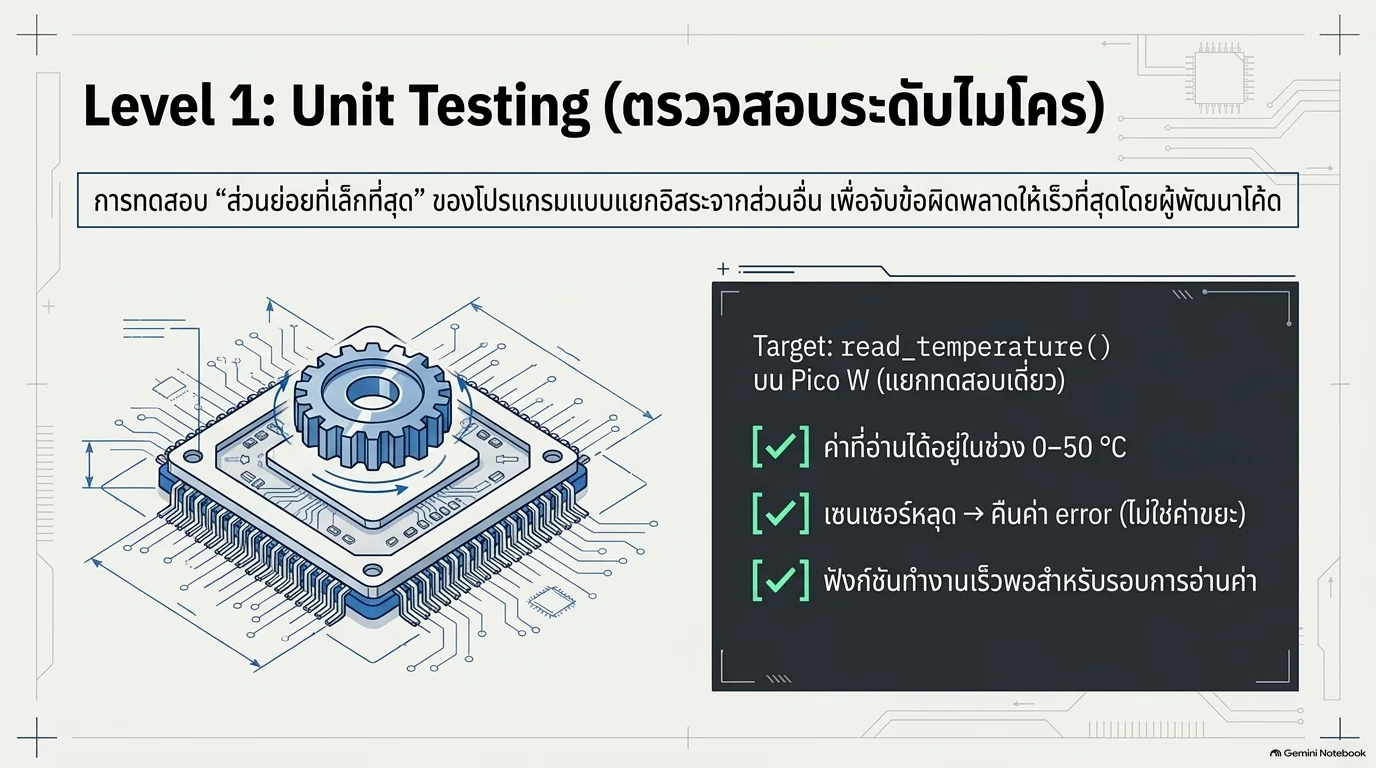 Level 1: Unit Testing (ตรวจสอบระดับไมโคร)
การทดสอบ “ส่วนย่อยที่เล็กที่สุด” ของโปรแกรมแบบแยกอิสระจากส่วนอื่น เพื่อจับข้อผิดพลาดให้เร็วที่สุดโดยผู้พัฒนาโค้ด
Target: read_temperature()
บน Pico W (แยกทดสอบเดี่ยว)
[✓] ค่าที่อ่านได้อยู่ในช่วง 0–50 °C
[✓] เซนเซอร์หลุด → คืนค่า error (ไม่ใช่ค่าขยะ)
[✓] ฟังก์ชันทำงานเร็วพอสำหรับรอบการอ่านค่า
Gemini Notebook